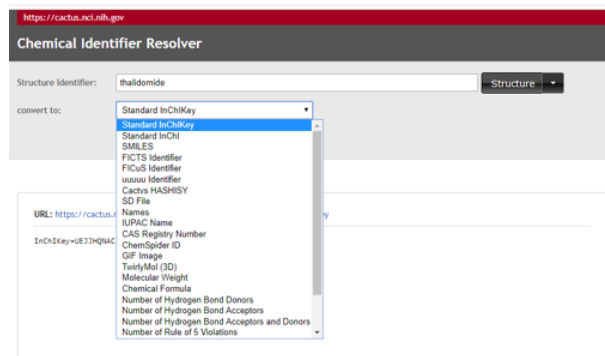 https://cactus.nci.nih.gov
Chemical Identifier Resolver
Structure Identifier: thalidomide Structure
convert to: Standard InChIKey
Standard InChIKey
Standard InChI
SMILES
FICTS Identifier
FICuS Identifier
uuuuu Identifier
Cactvs HASHISY
SD File
Names
IUPAC Name
CAS Registry Number
ChemSpider ID
GIF Image
TwirlyMol (3D)
Molecular Weight
Chemical Formula
Number of Hydrogen Bond Donors
Number of Hydrogen Bond Acceptors
Number of Hydrogen Bond Acceptors and Donors
Number of Rule of 5 Violations
URL: https://cactus.n ey
InChIKey=UEJJHQNAC